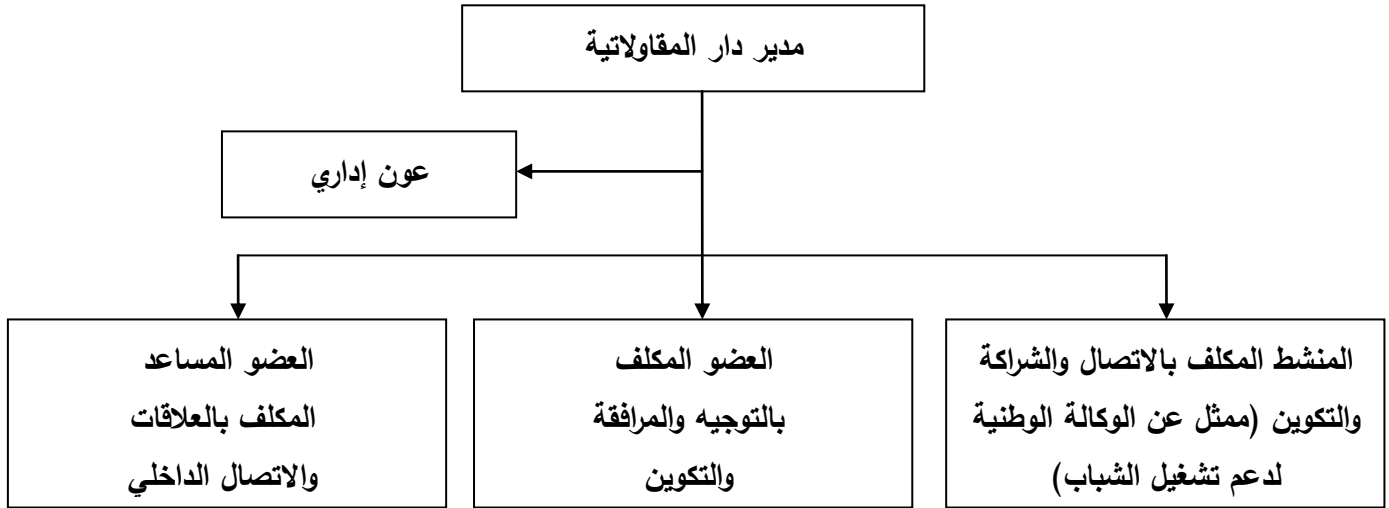 مدير دار المقاولاتية
عون إداري
المنشط المكلف بالاتصال والشراكة
والتكوين (ممثل عن الوكالة الوطنية
لدعم تشغيل الشباب)
العضو المكلف
بالتوجيه والمرافقة
والتكوين
العضو المساعد
المكلف بالعلاقات
والاتصال الداخلي